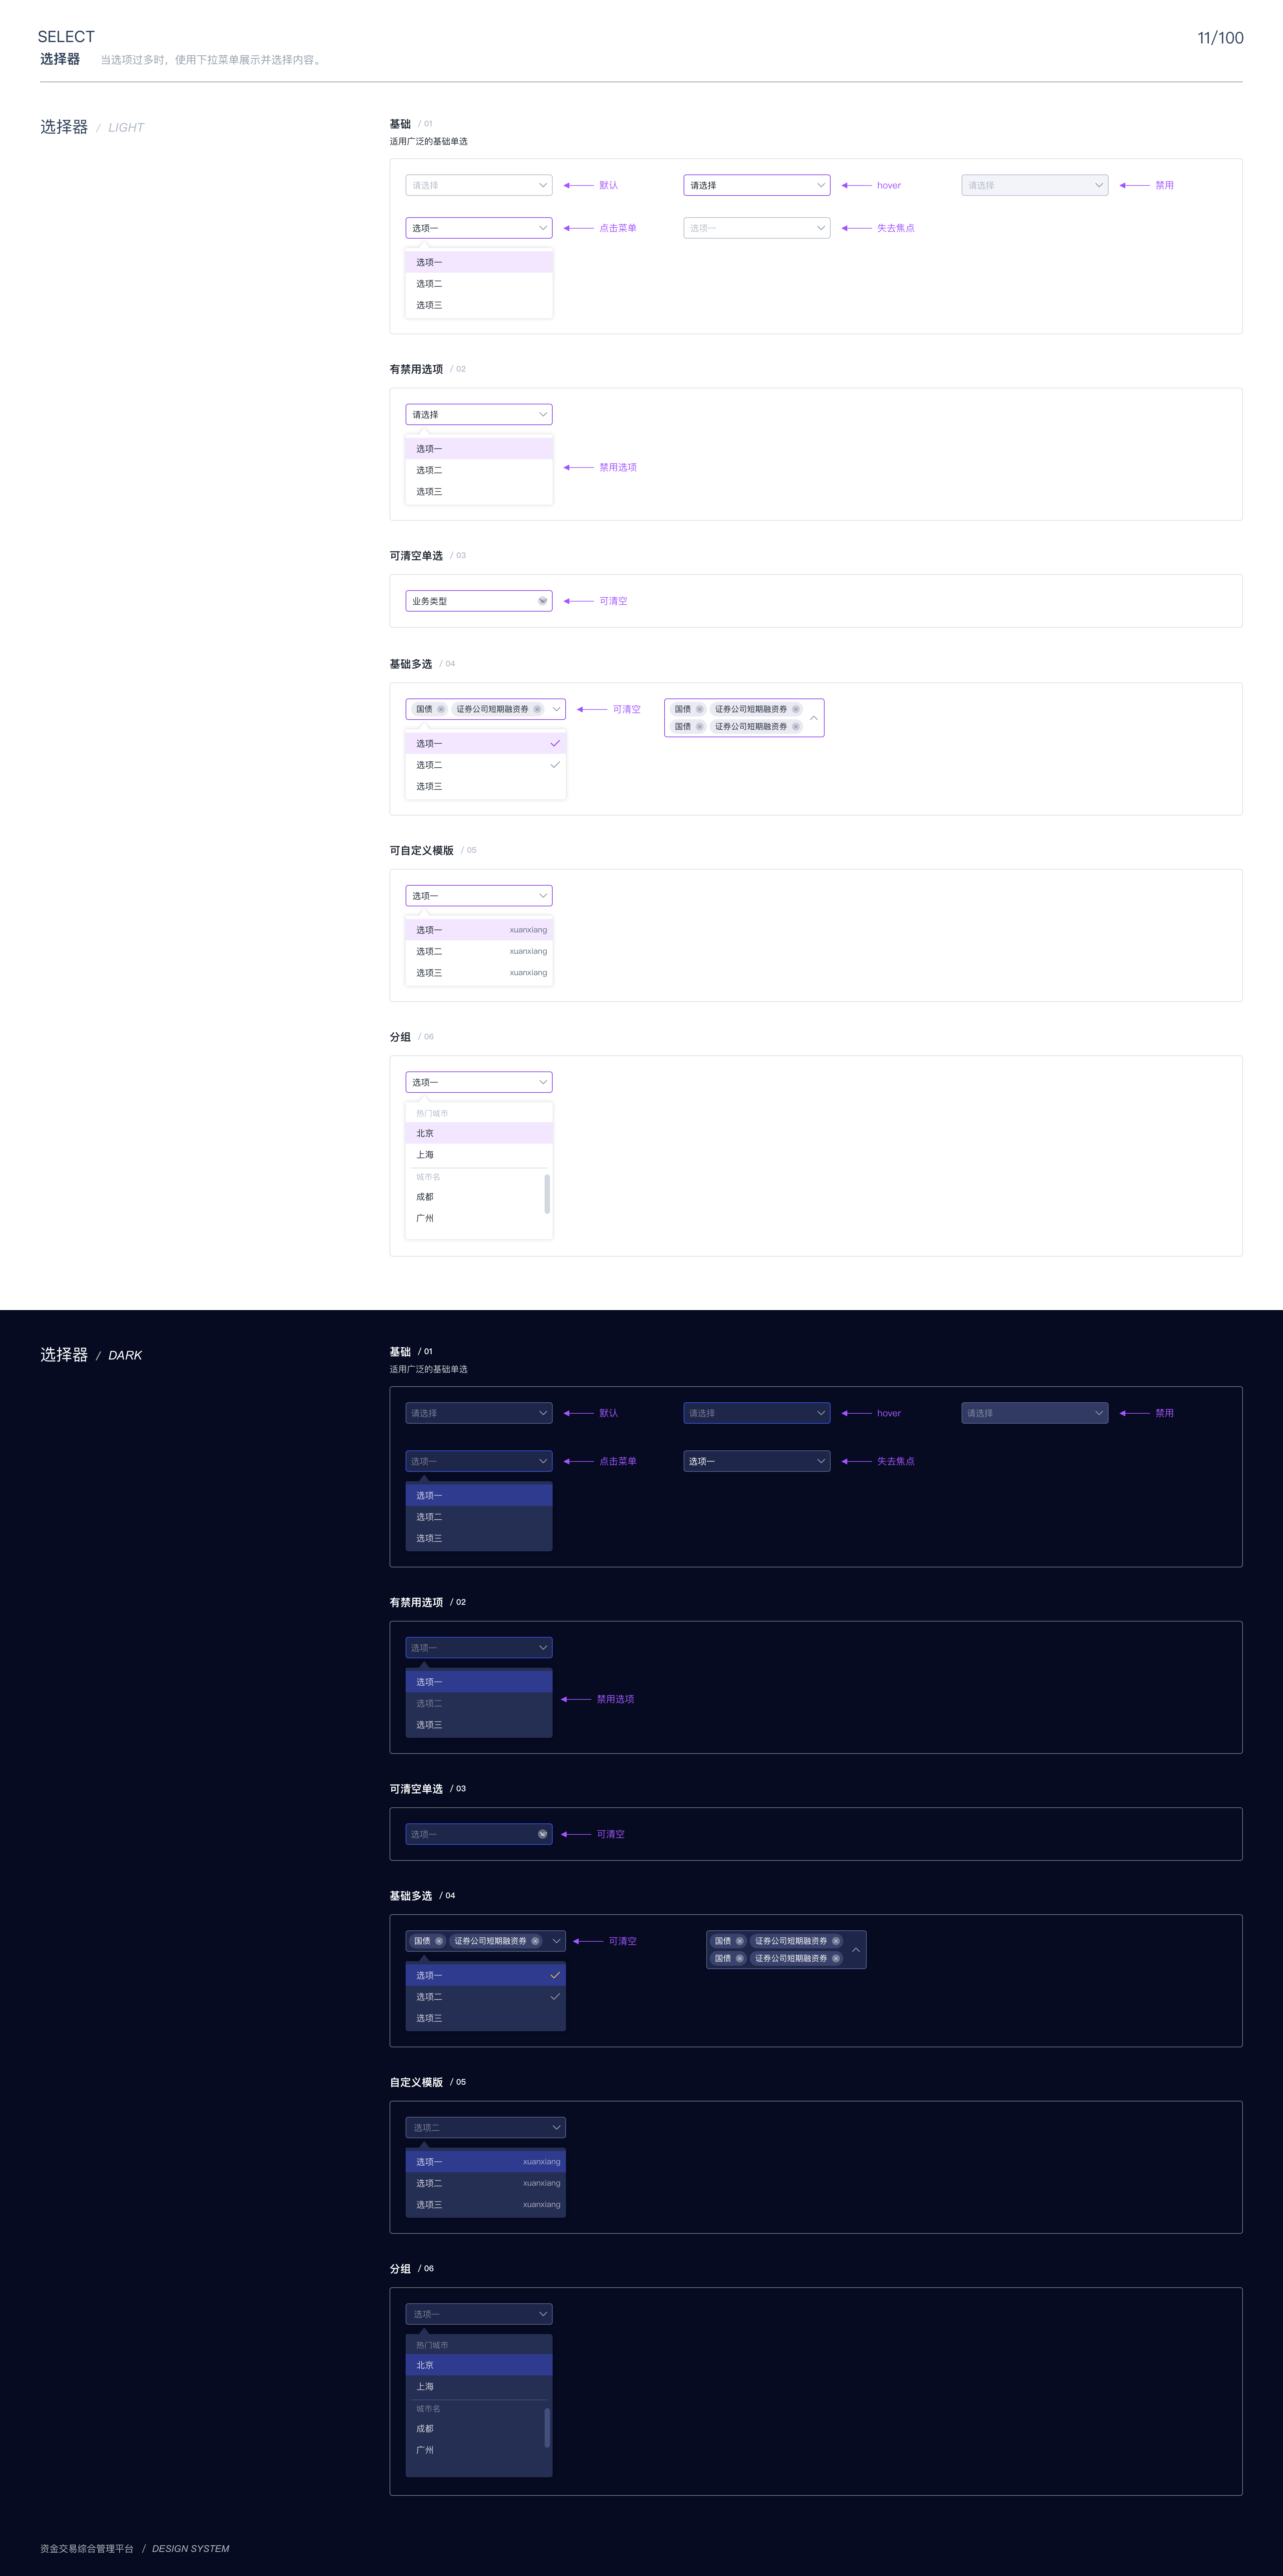 SELECT
11/100
选择器 当选项过多时，使用下拉菜单展示并选择内容。
选择器 / LIGHT
基础 / 01
适用广泛的基础单选
请选择 默认 请选择 hover 请选择 禁用
选项一 点击菜单 选项一 失去焦点
选项一
选项二
选项三
有禁用选项 / 02
请选择
选项一
禁用选项
选项二
选项三
可清空单选 / 03
业务类型 可清空
基础多选 / 04
国债 证券公司短期融资券 可清空 国债 证券公司短期融资券
国债 证券公司短期融资券
选项一
选项二
选项三
可自定义模版 / 05
选项一
选项一 xuanxiang
选项二 xuanxiang
选项三 xuanxiang
分组 / 06
选项一
热门城市
北京
上海
城市名
成都
广州
选择器 / DARK
基础 / 01
适用广泛的基础单选
请选择 默认 请选择 hover 请选择 禁用
选项一 点击菜单 选项一 失去焦点
选项一
选项二
选项三
有禁用选项 / 02
选项一
选项一
选项二 禁用选项
选项三
可清空单选 / 03
选项一 可清空
基础多选 / 04
国债 证券公司短期融资券 可清空 国债 证券公司短期融资券
国债 证券公司短期融资券
选项一
选项二
选项三
自定义模版 / 05
选项二
选项一 xuanxiang
选项二 xuanxiang
选项三 xuanxiang
分组 / 06
选项一
热门城市
北京
上海
城市名
成都
广州
资金交易综合管理平台 / DESIGN SYSTEM